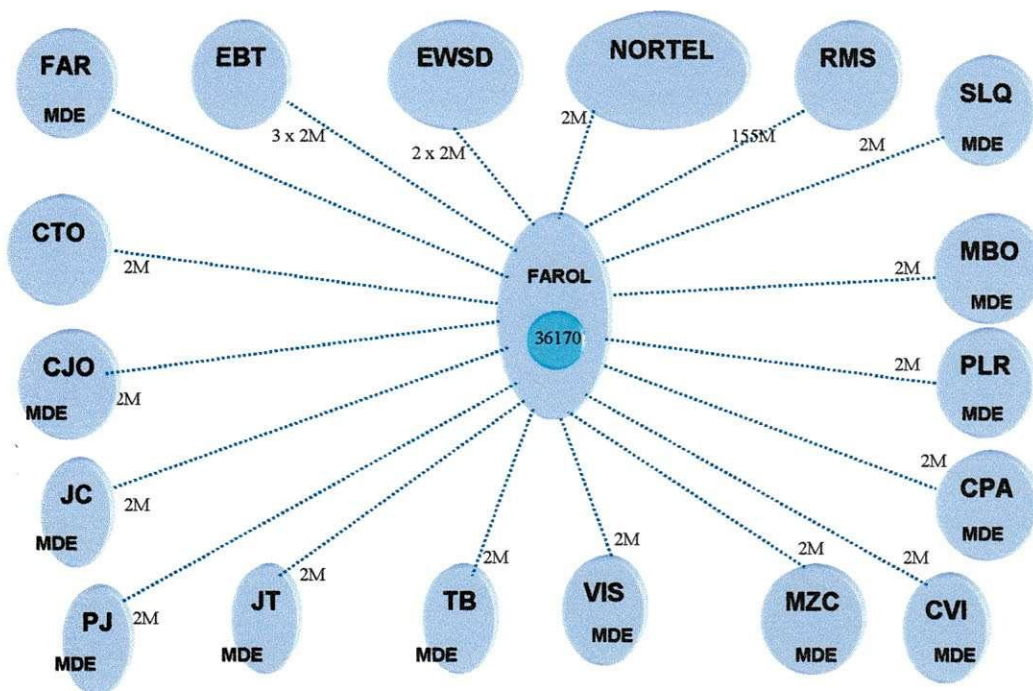 FAR
MDE
EBT
3 x 2M
EWSD
2 x 2M
NORTEL
2M
RMS
155M
SLQ
MDE
2M
CTO
2M
FAROL
36170
MBO
MDE
2M
CJO
MDE
2M
PLR
MDE
2M
JC
MDE
2M
CPA
MDE
2M
PJ
MDE
2M
JT
MDE
2M
TB
MDE
2M
VIS
MDE
2M
MZC
MDE
2M
CVI
MDE
2M